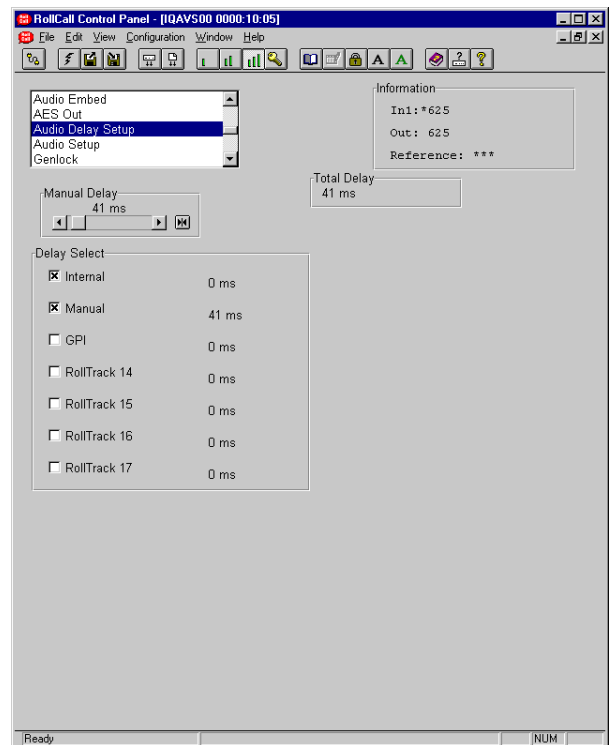 RollCall Control Panel - [IQAVS00 0000:10:05]
File Edit View Configuration Window Help
A A
Audio Embed
AES Out
Audio Delay Setup
Audio Setup
Genlock
Information
In1:*625
Out: 625
Reference: ***
Total Delay
41 ms
Manual Delay
41 ms
Delay Select
Internal 0 ms
Manual 41 ms
GPI 0 ms
RollTrack 14 0 ms
RollTrack 15 0 ms
RollTrack 16 0 ms
RollTrack 17 0 ms
Ready NUM